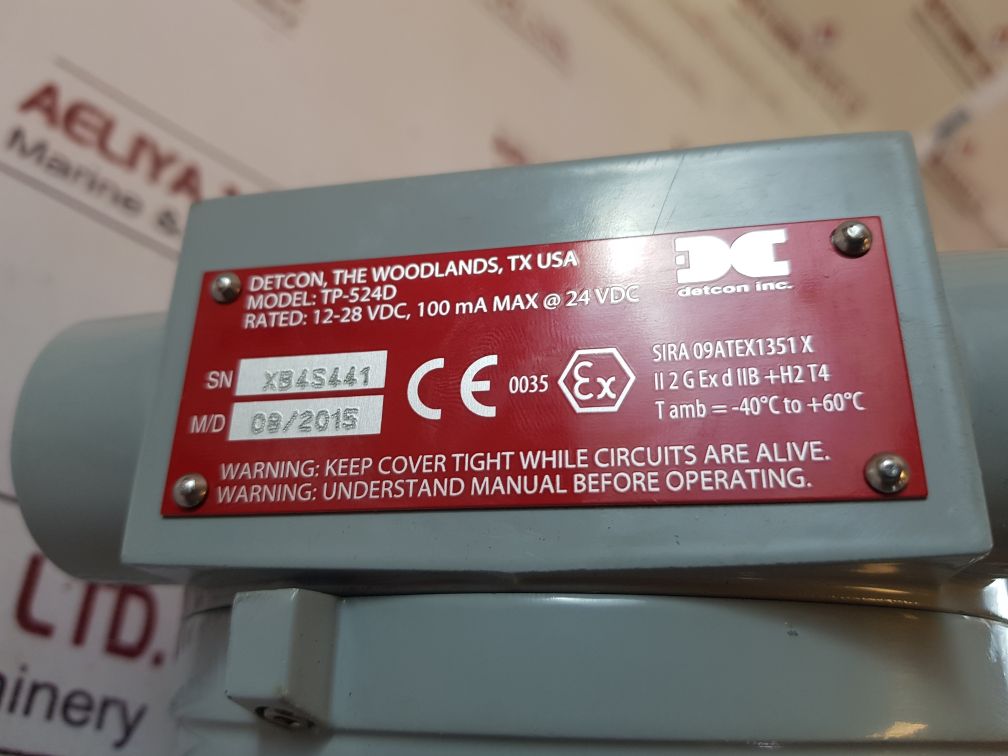 AELIYA
Marine &
DETCON, THE WOODLANDS, TX USA
MODEL: TP-524D
RATED: 12-28 VDC, 100 mA MAX @ 24 VDC
detcon inc.
SN XB4S441
M/D 08/2015
CE 0035 Ex
SIRA 09ATEX1351 X
II 2 G Ex d IIB +H2 T4
T amb = -40°C to +60°C
WARNING: KEEP COVER TIGHT WHILE CIRCUITS ARE ALIVE.
WARNING: UNDERSTAND MANUAL BEFORE OPERATING.
LTD.
hinery